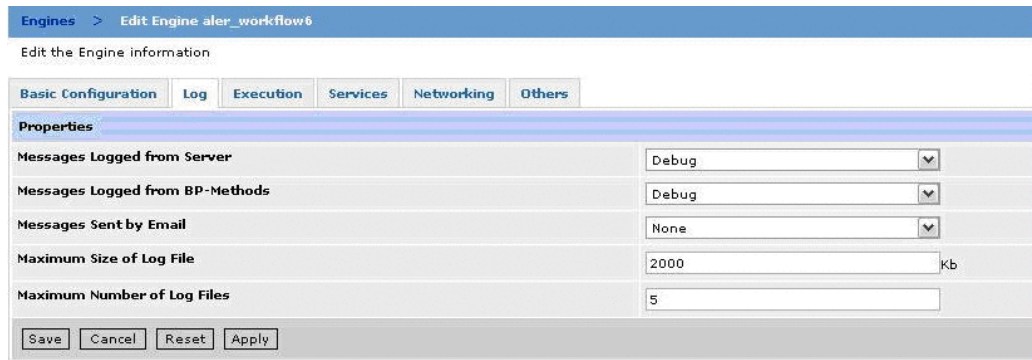 Engines > Edit Engine aler_workflow6
Edit the Engine information
Basic Configuration Log Execution Services Networking Others
Properties
Messages Logged from Server Debug
Messages Logged from BP-Methods Debug
Messages Sent by Email None
Maximum Size of Log File 2000 Kb
Maximum Number of Log Files 5
Save Cancel Reset Apply